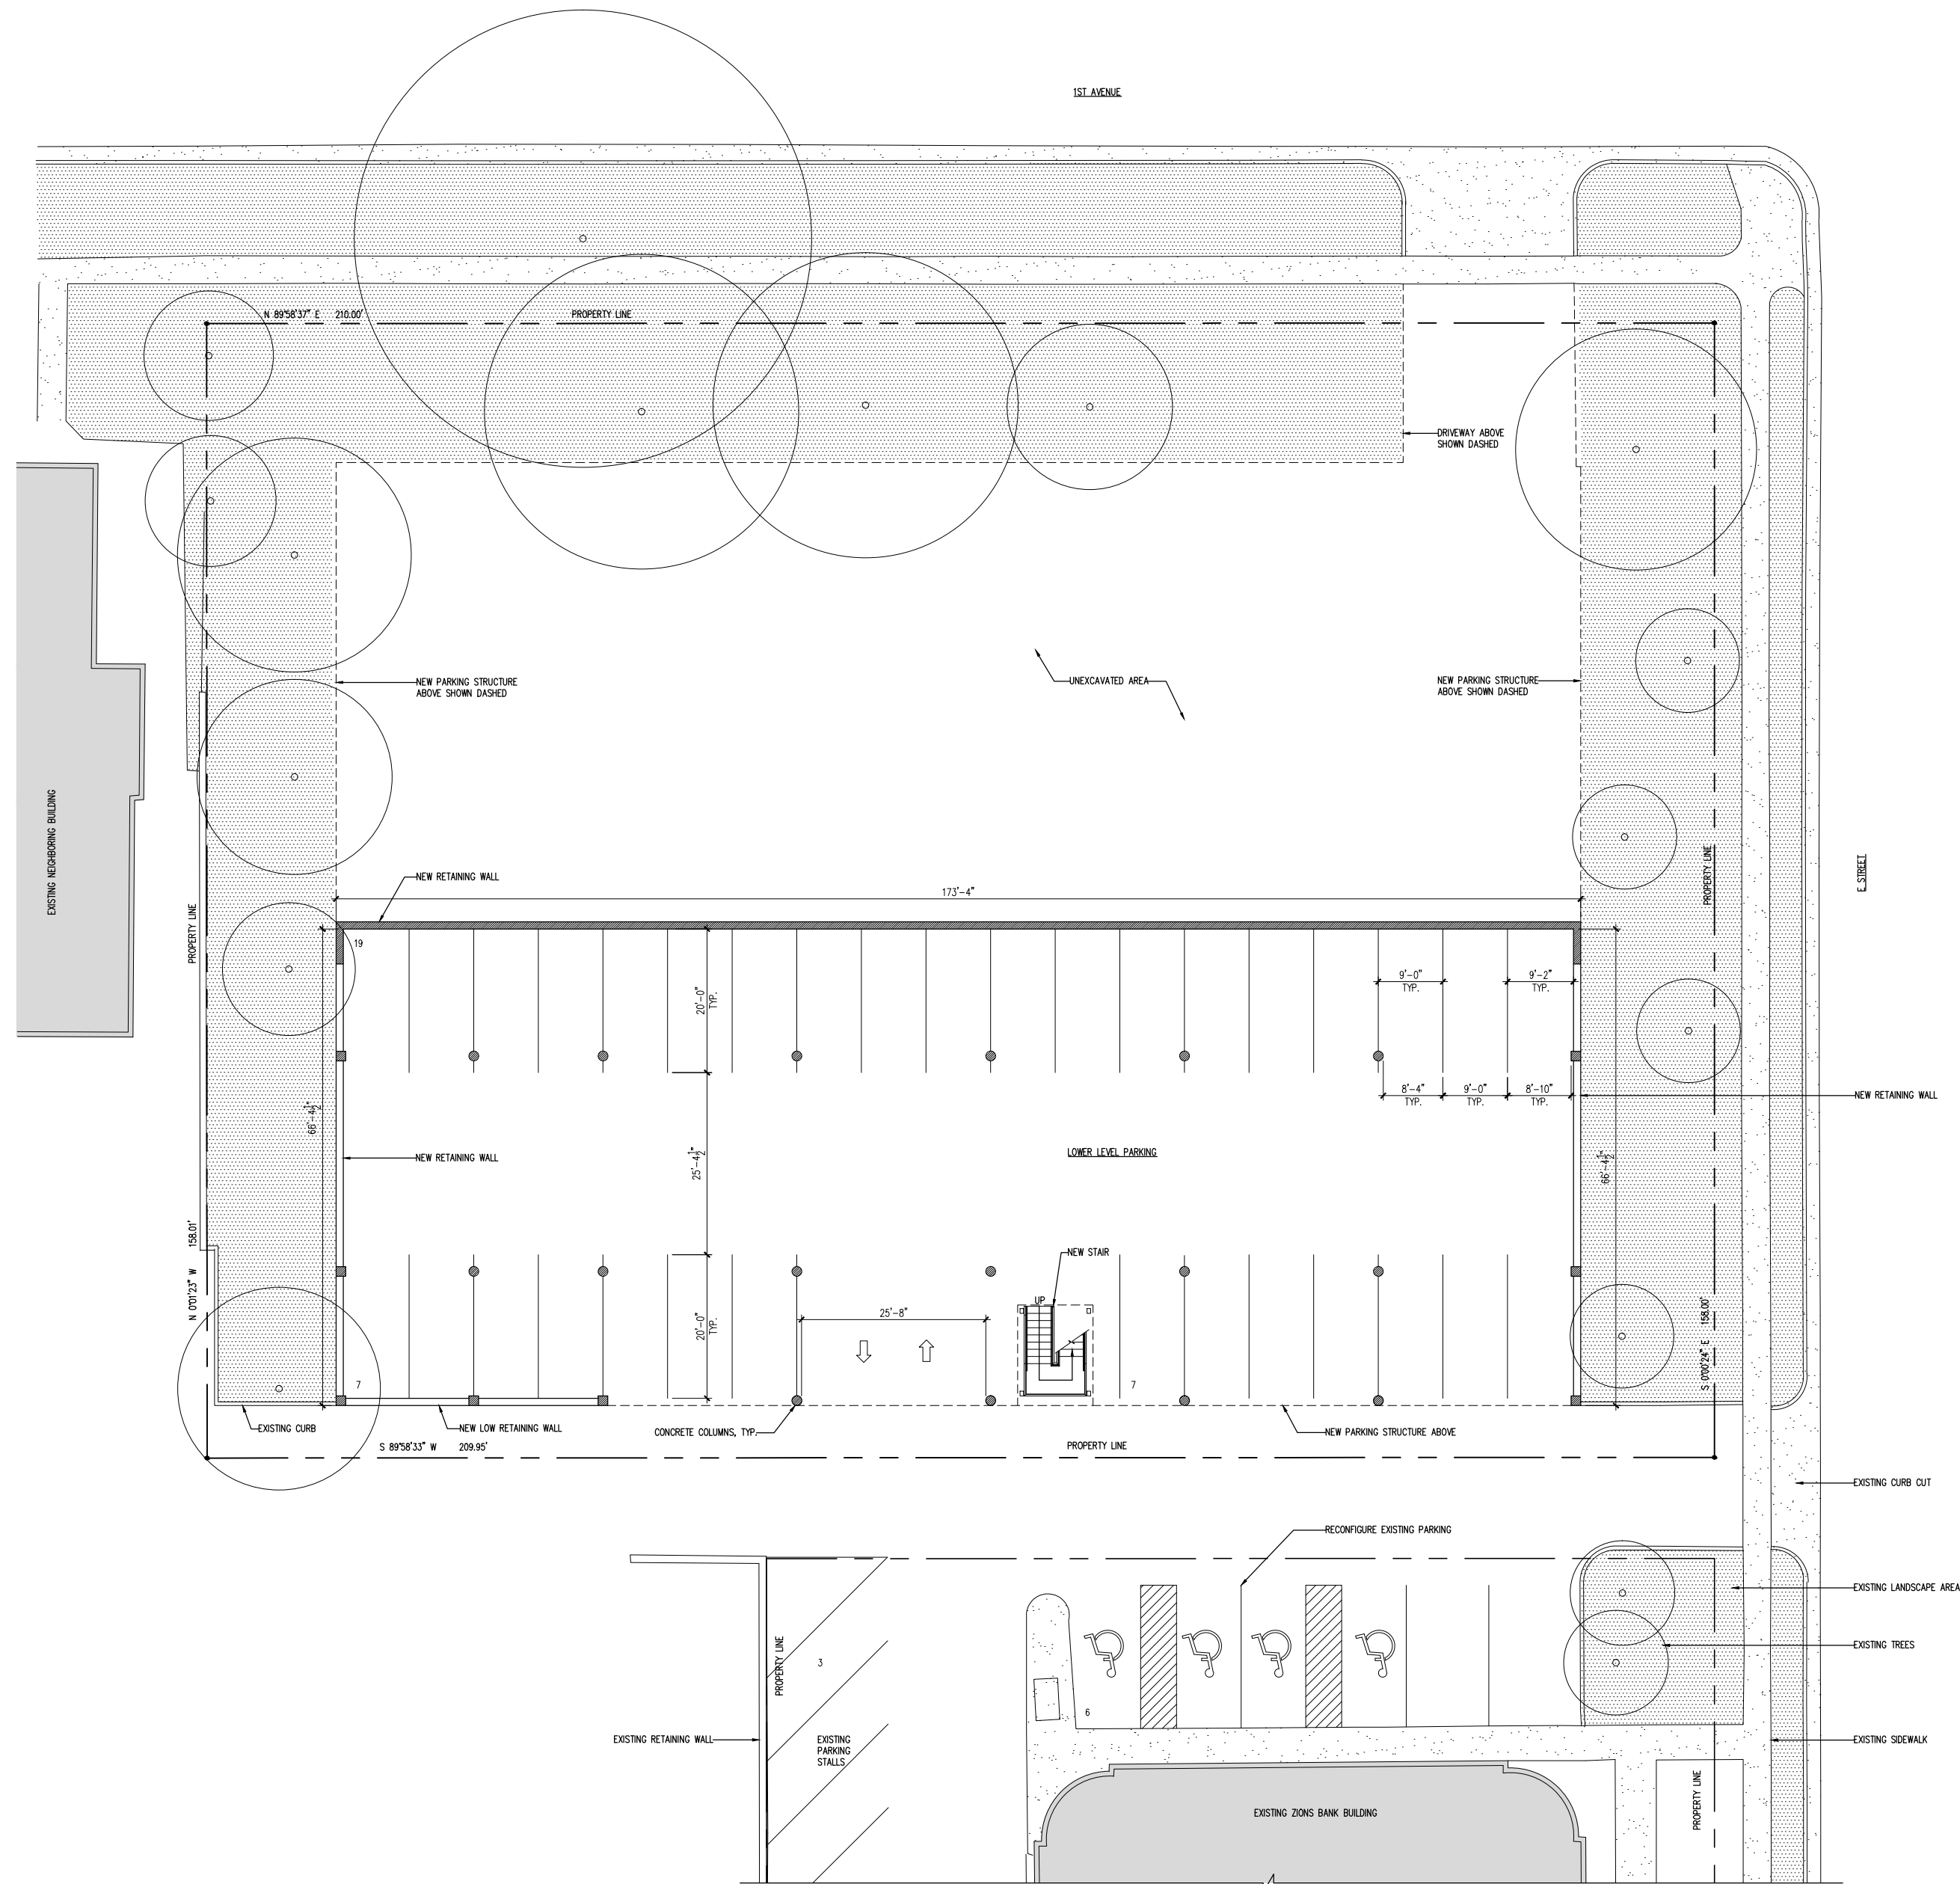 1ST AVENUE
N 89°58'37" E 210.00'
PROPERTY LINE
DRIVEWAY ABOVE
SHOWN DASHED
NEW PARKING STRUCTURE
ABOVE SHOWN DASHED
UNEXCAVATED AREA
NEW PARKING STRUCTURE
ABOVE SHOWN DASHED
EXISTING NEIGHBORING BUILDING
PROPERTY LINE
E STREET
NEW RETAINING WALL
173'-4"
PROPERTY LINE
19
20'-0"
TYP.
9'-0"
TYP.
9'-2"
TYP.
8'-4"
TYP.
9'-0"
TYP.
8'-10"
TYP.
NEW RETAINING WALL
66'-4½"
NEW RETAINING WALL
25'-4½"
LOWER LEVEL PARKING
66'-4½"
N 0°01'23" W 158.01'
NEW STAIR
UP
25'-8"
20'-0"
TYP.
S 0°00'24" E 158.00'
7
7
EXISTING CURB
NEW LOW RETAINING WALL
CONCRETE COLUMNS, TYP.
NEW PARKING STRUCTURE ABOVE
S 89°58'33" W 209.95'
PROPERTY LINE
EXISTING CURB CUT
RECONFIGURE EXISTING PARKING
EXISTING LANDSCAPE AREA
PROPERTY LINE
3
EXISTING TREES
6
EXISTING RETAINING WALL
EXISTING
PARKING
STALLS
EXISTING SIDEWALK
EXISTING ZIONS BANK BUILDING
PROPERTY LINE